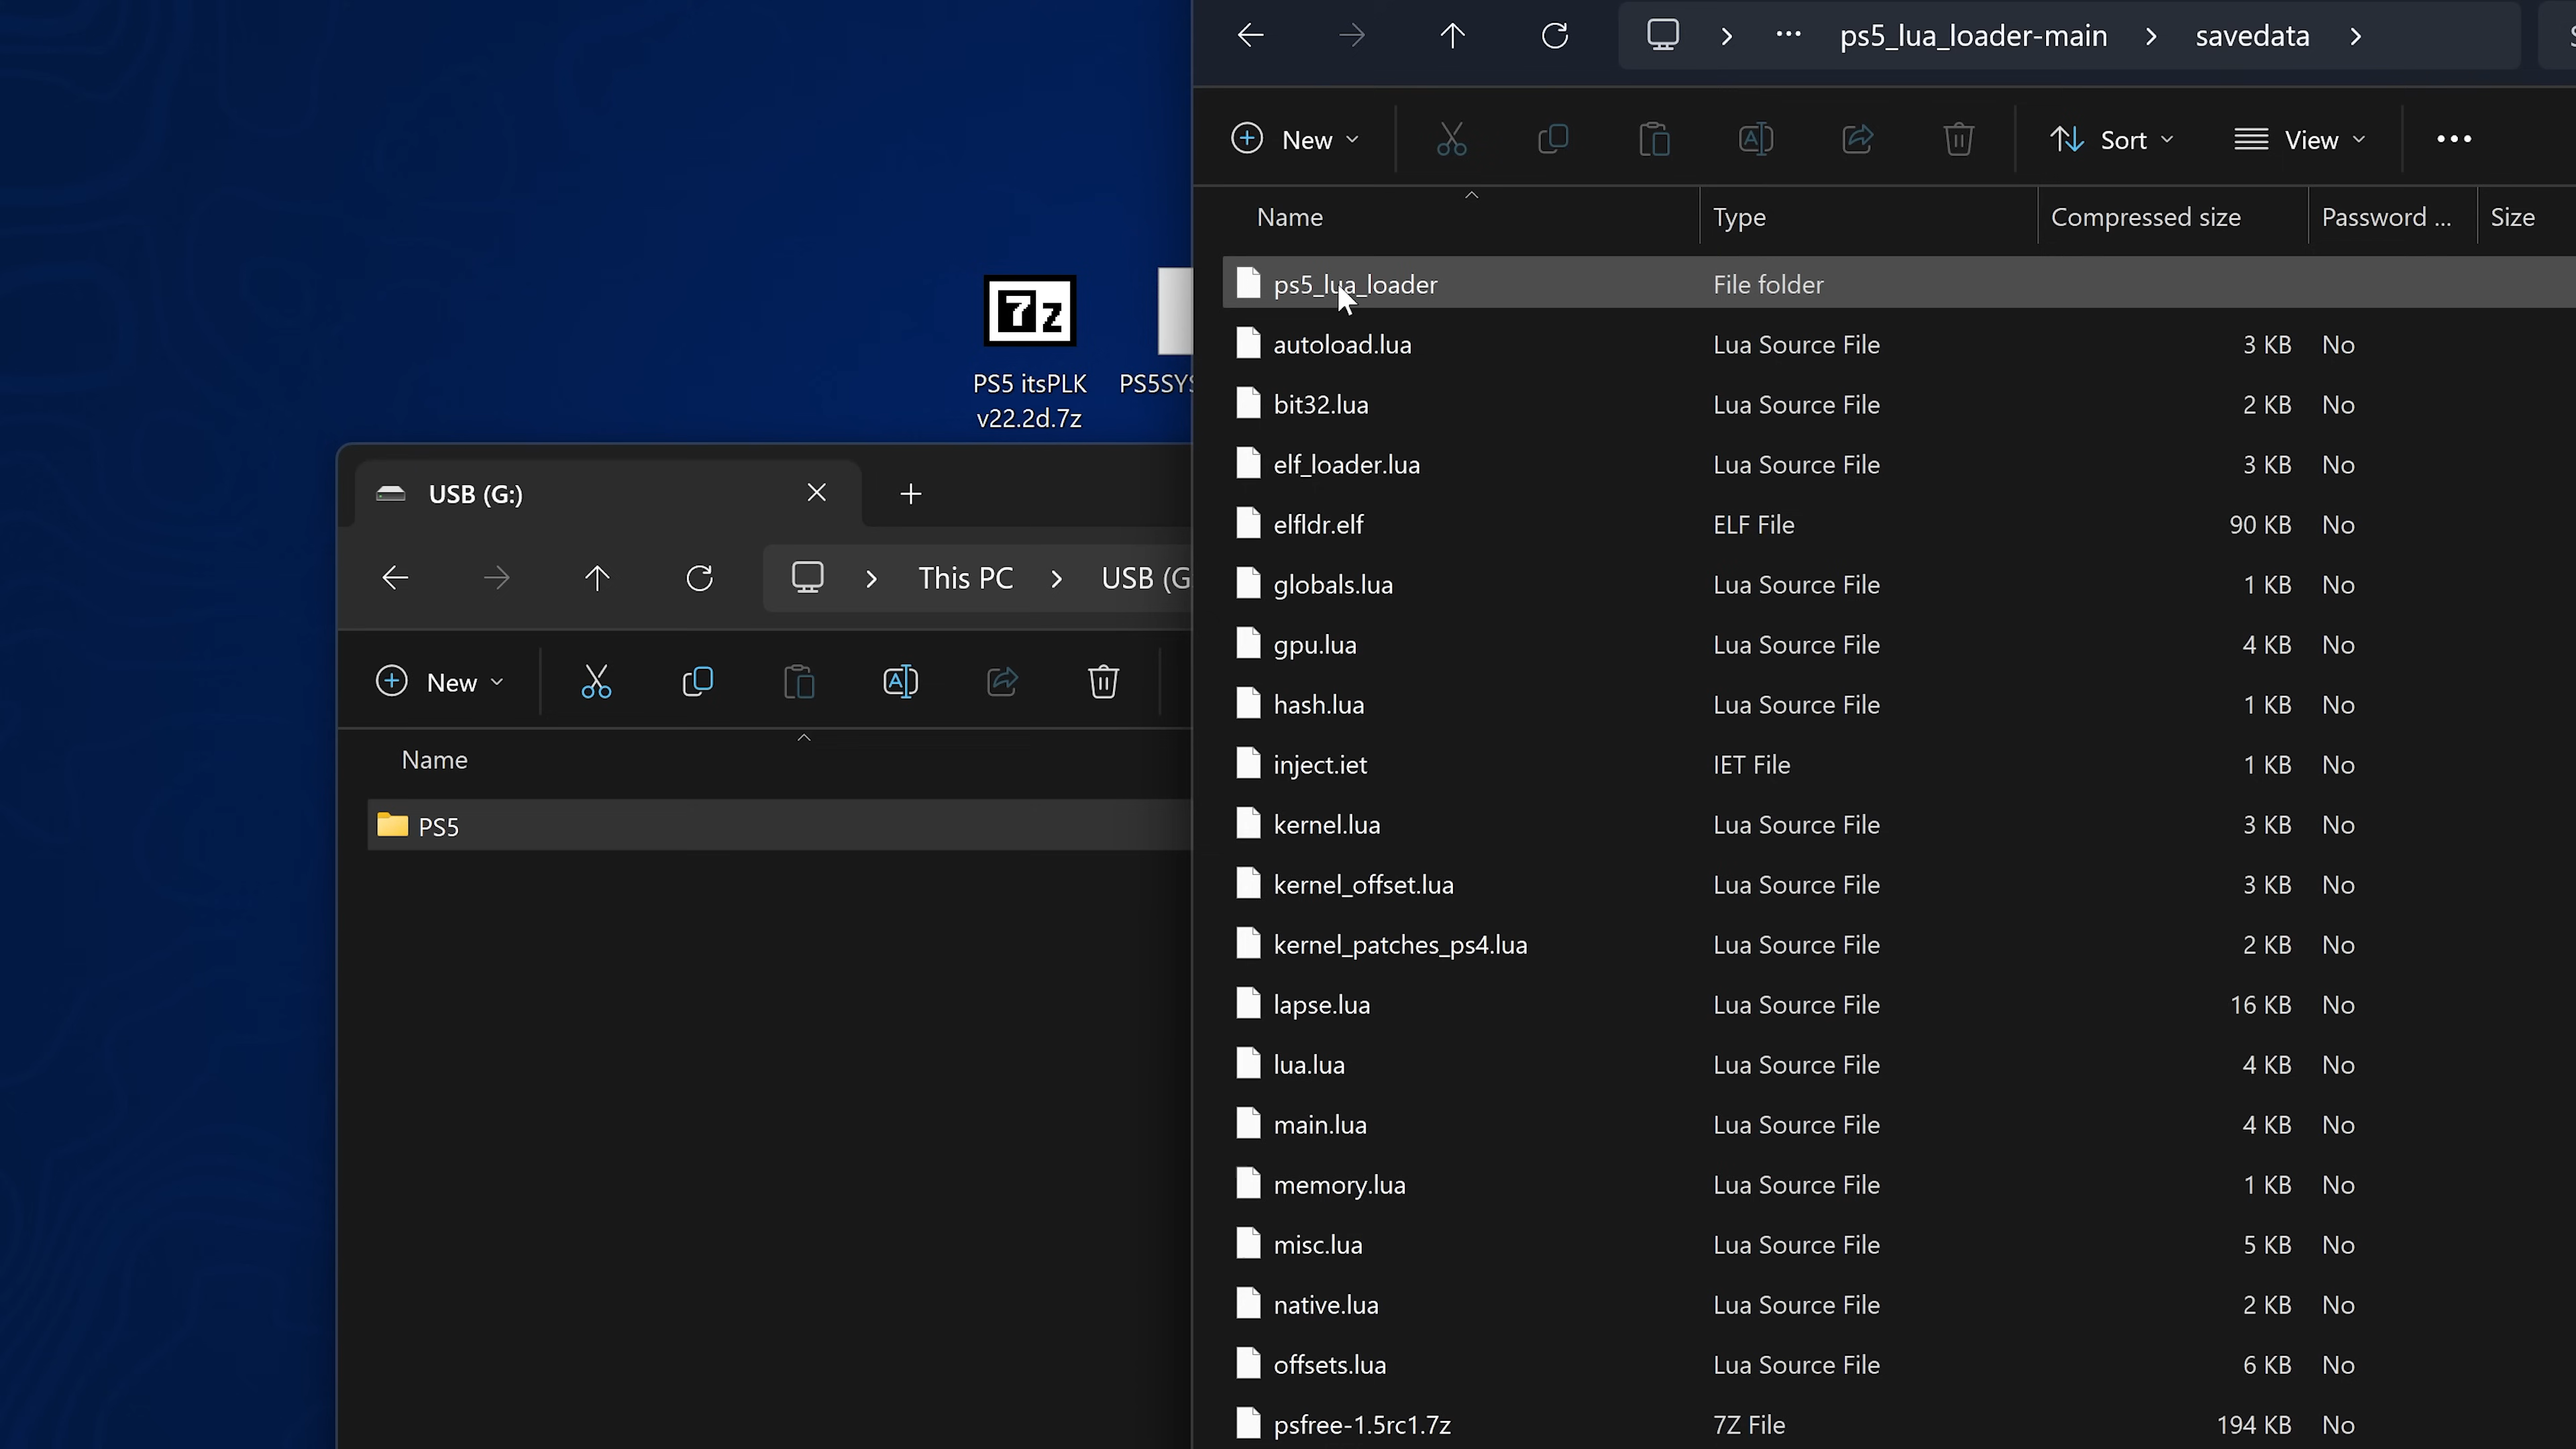 ps5_lua_loader-main
savedata
New
Sort
View
Name
Type
Compressed size
Password ...
Size
ps5_lua_loader
File folder
autoload.lua
Lua Source File
3 KB
No
bit32.lua
Lua Source File
2 KB
No
elf_loader.lua
Lua Source File
3 KB
No
elfldr.elf
ELF File
90 KB
No
globals.lua
Lua Source File
1 KB
No
gpu.lua
Lua Source File
4 KB
No
hash.lua
Lua Source File
1 KB
No
inject.iet
IET File
1 KB
No
kernel.lua
Lua Source File
3 KB
No
kernel_offset.lua
Lua Source File
3 KB
No
kernel_patches_ps4.lua
Lua Source File
2 KB
No
lapse.lua
Lua Source File
16 KB
No
lua.lua
Lua Source File
4 KB
No
main.lua
Lua Source File
4 KB
No
memory.lua
Lua Source File
1 KB
No
misc.lua
Lua Source File
5 KB
No
native.lua
Lua Source File
2 KB
No
offsets.lua
Lua Source File
6 KB
No
psfree-1.5rc1.7z
7Z File
194 KB
No
7z
PS5 itsPLK
v22.2d.7z
PS5SYS
USB (G:)
This PC
USB (G
New
Name
PS5